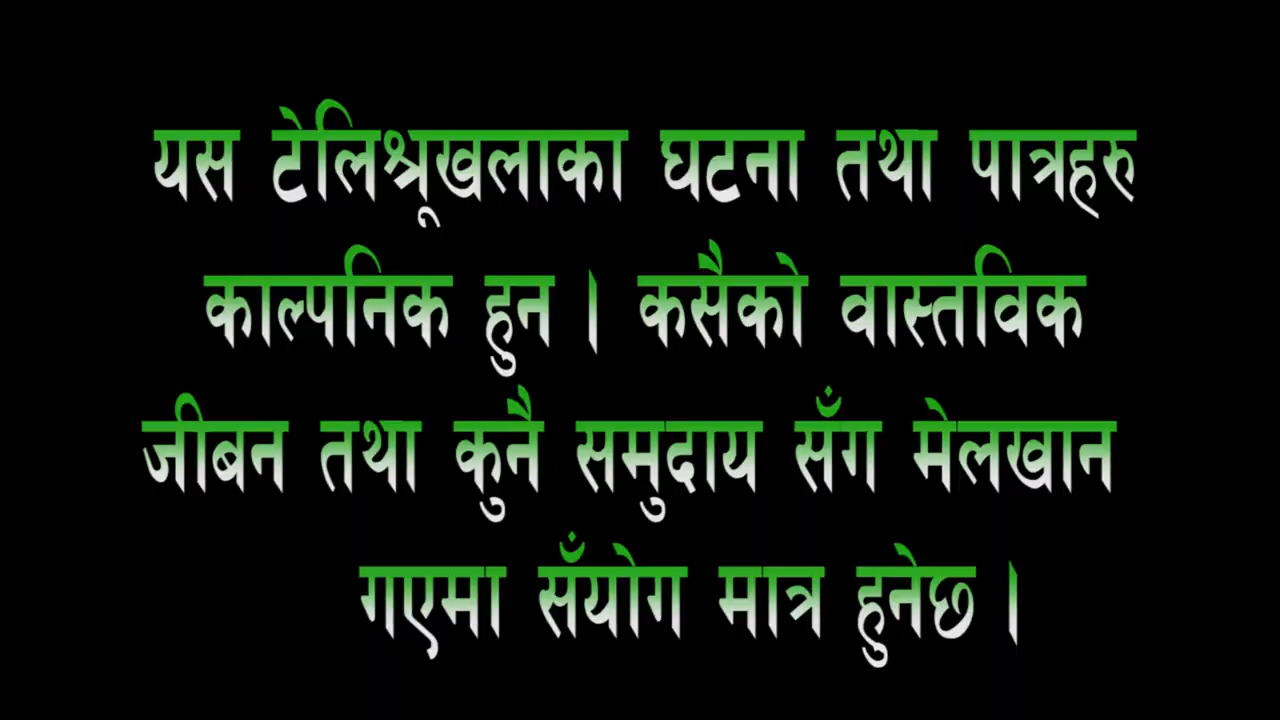 यस टेलिश्रूखलाका घटना तथा पात्रहरु
काल्पनिक हुन । कसैको वास्तविक
जीबन तथा कुनै समुदाय सँग मेलखान
गएमा सँयोग मात्र हुनेछ ।